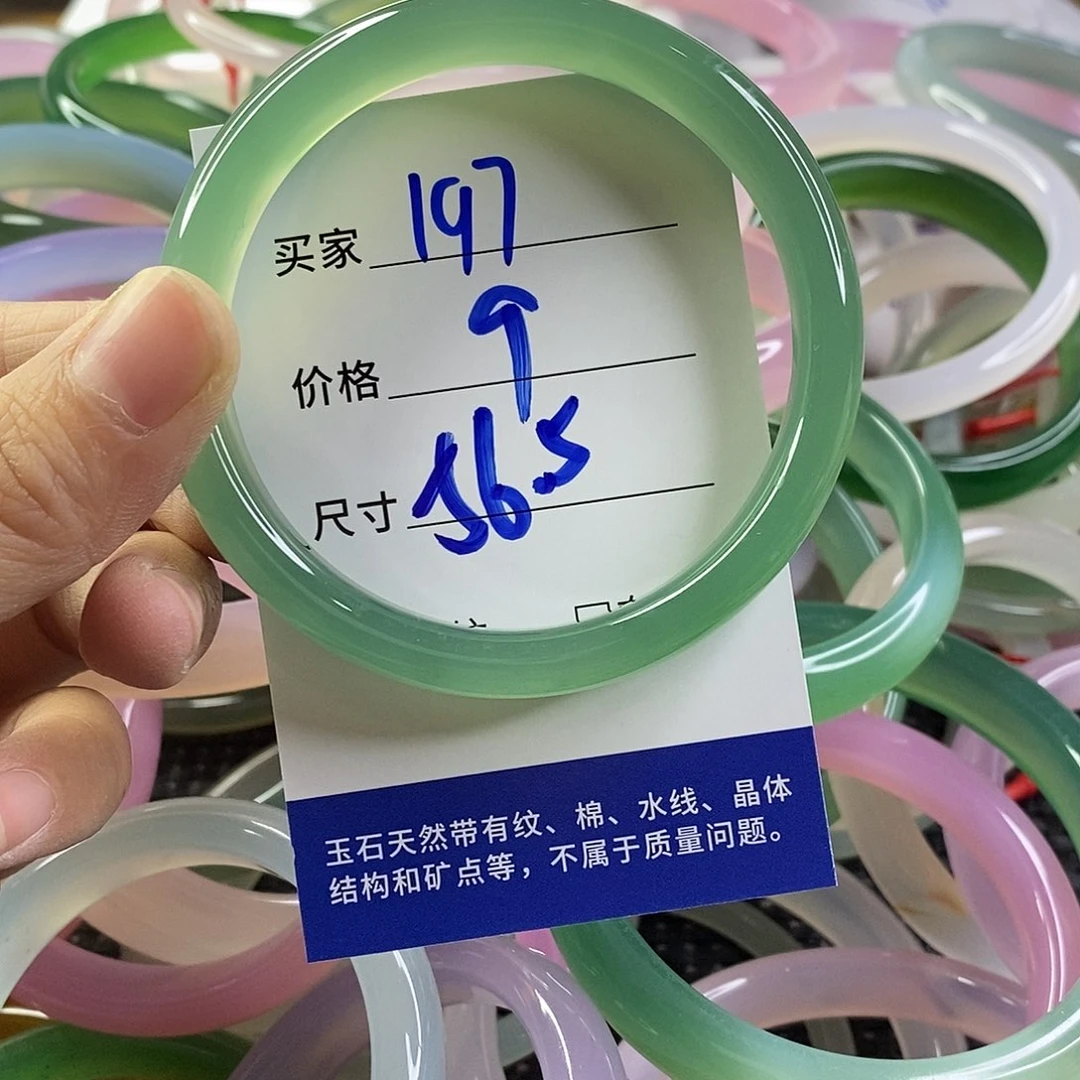 买家 197
价格
尺寸 56.5
玉石天然带有纹、棉、水线、晶体
结构和矿点等，不属于质量问题。